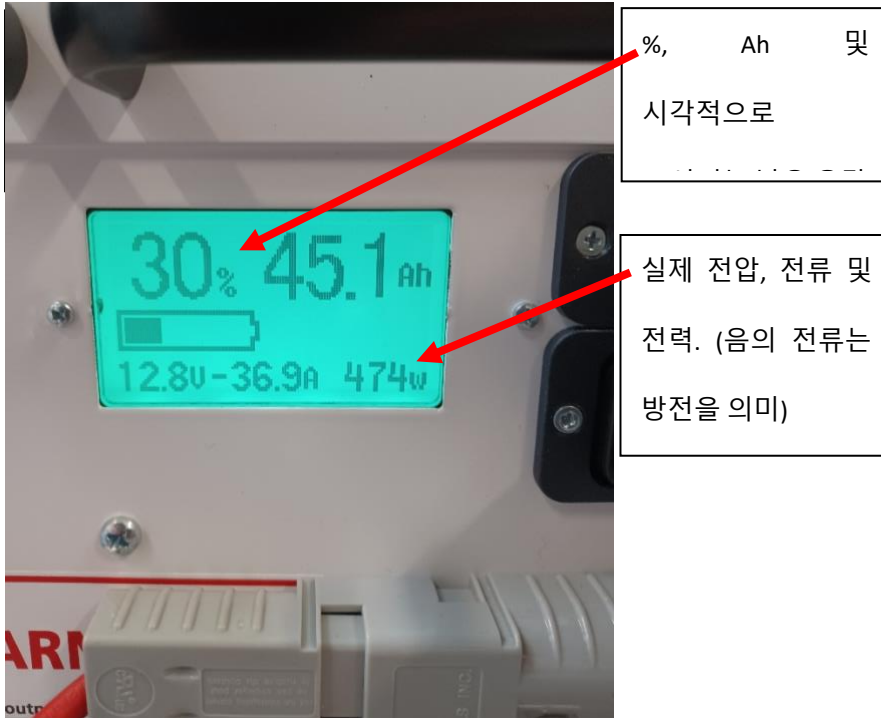 %, Ah 및
시각적으로
30% 45.1Ah
실제 전압, 전류 및
전력. (음의 전류는
방전을 의미)
12.8V-36.9A 474W
INC.